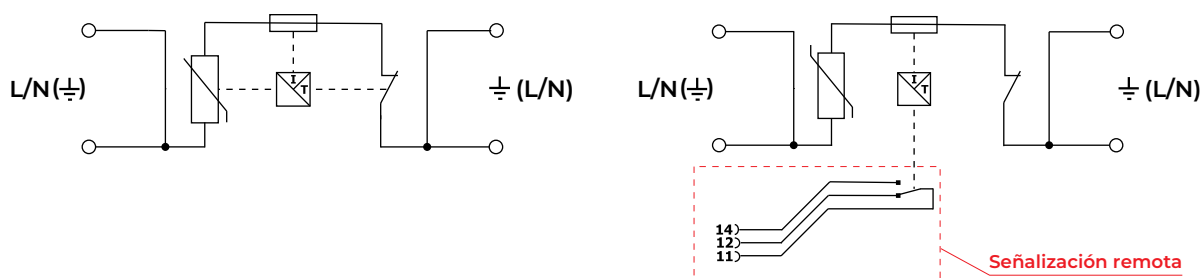 L/N(⏚)
I
T
⏚ (L/N)
L/N(⏚)
I
T
⏚ (L/N)
14
12
11
Señalización remota